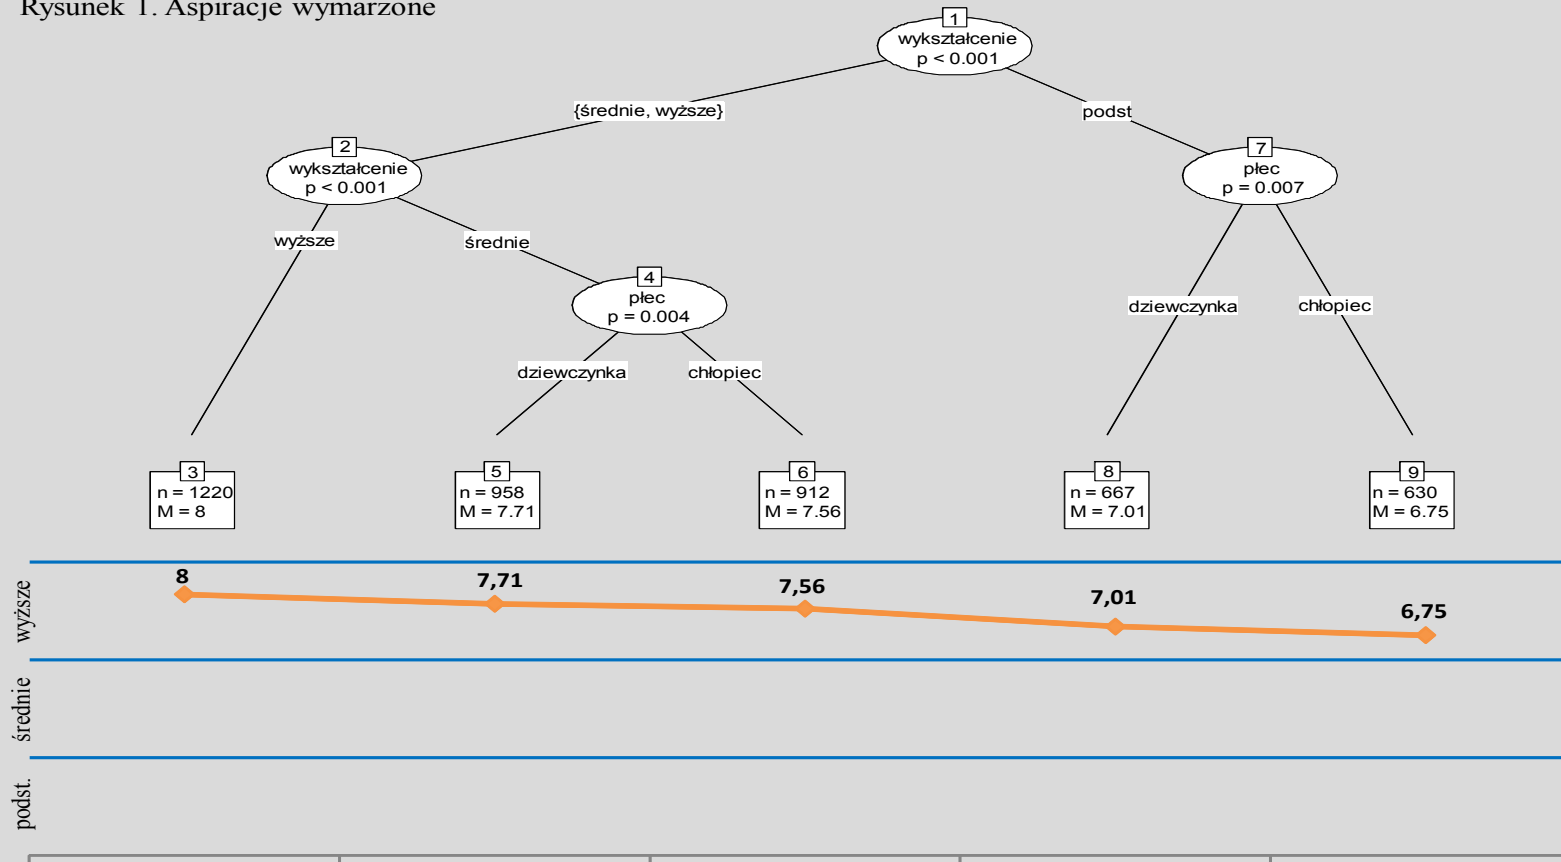 Rysunek 1. Aspiracje wymarzone
1
wykształcenie
p < 0.001
{średnie, wyższe}
podst
2
wykształcenie
p < 0.001
7
płec
p = 0.007
wyższe
średnie
4
płec
p = 0.004
dziewczynka
chłopiec
dziewczynka
chłopiec
3
n = 1220
M = 8
5
n = 958
M = 7.71
6
n = 912
M = 7.56
8
n = 667
M = 7.01
9
n = 630
M = 6.75
8
7,71
7,56
7,01
6,75
wyższe
średnie
podst.